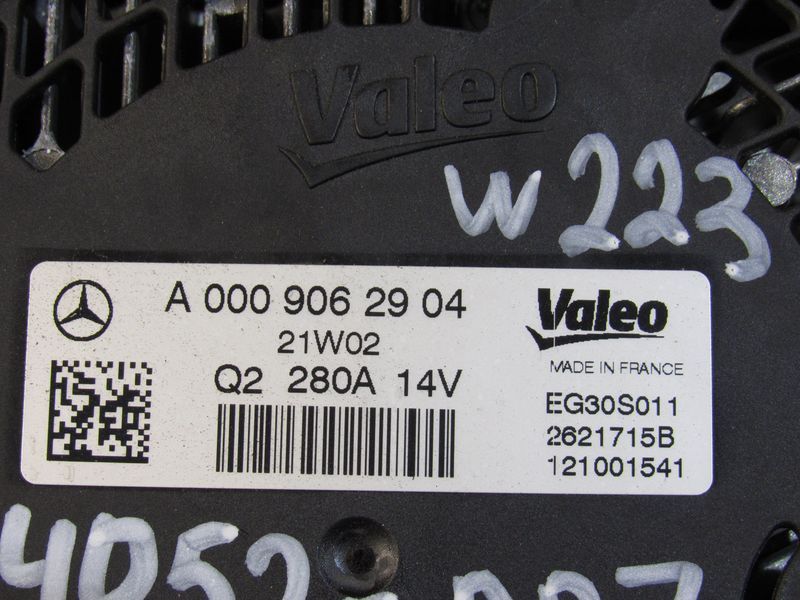 Valeo
W223
A 000 906 29 04
21W02
Q2 280A 14V
Valeo
MADE IN FRANCE
EG30S011
2621715B
121001541